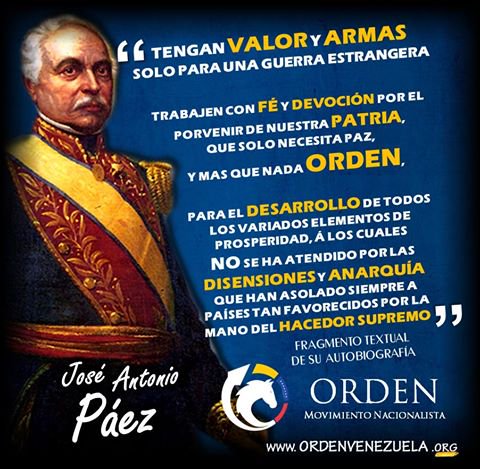 “ TENGAN VALOR Y ARMAS
SOLO PARA UNA GUERRA ESTRANGERA
TRABAJEN CON FÉ Y DEVOCIÓN POR EL
PORVENIR DE NUESTRA PATRIA,
QUE SOLO NECESITA PAZ,
Y MAS QUE NADA ORDEN,
PARA EL DESARROLLO DE TODOS
LOS VARIADOS ELEMENTOS DE
PROSPERIDAD, Á LOS CUALES
NO SE HA ATENDIDO POR LAS
DISENSIONES Y ANARQUÍA
QUE HAN ASOLADO SIEMPRE A
PAÍSES TAN FAVORECIDOS POR LA
MANO DEL HACEDOR SUPREMO ”
FRAGMENTO TEXTUAL
DE SU AUTOBIOGRAFÍA
José Antonio
Páez
ORDEN
MOVIMIENTO NACIONALISTA
WWW.ORDENVENEZUELA.ORG